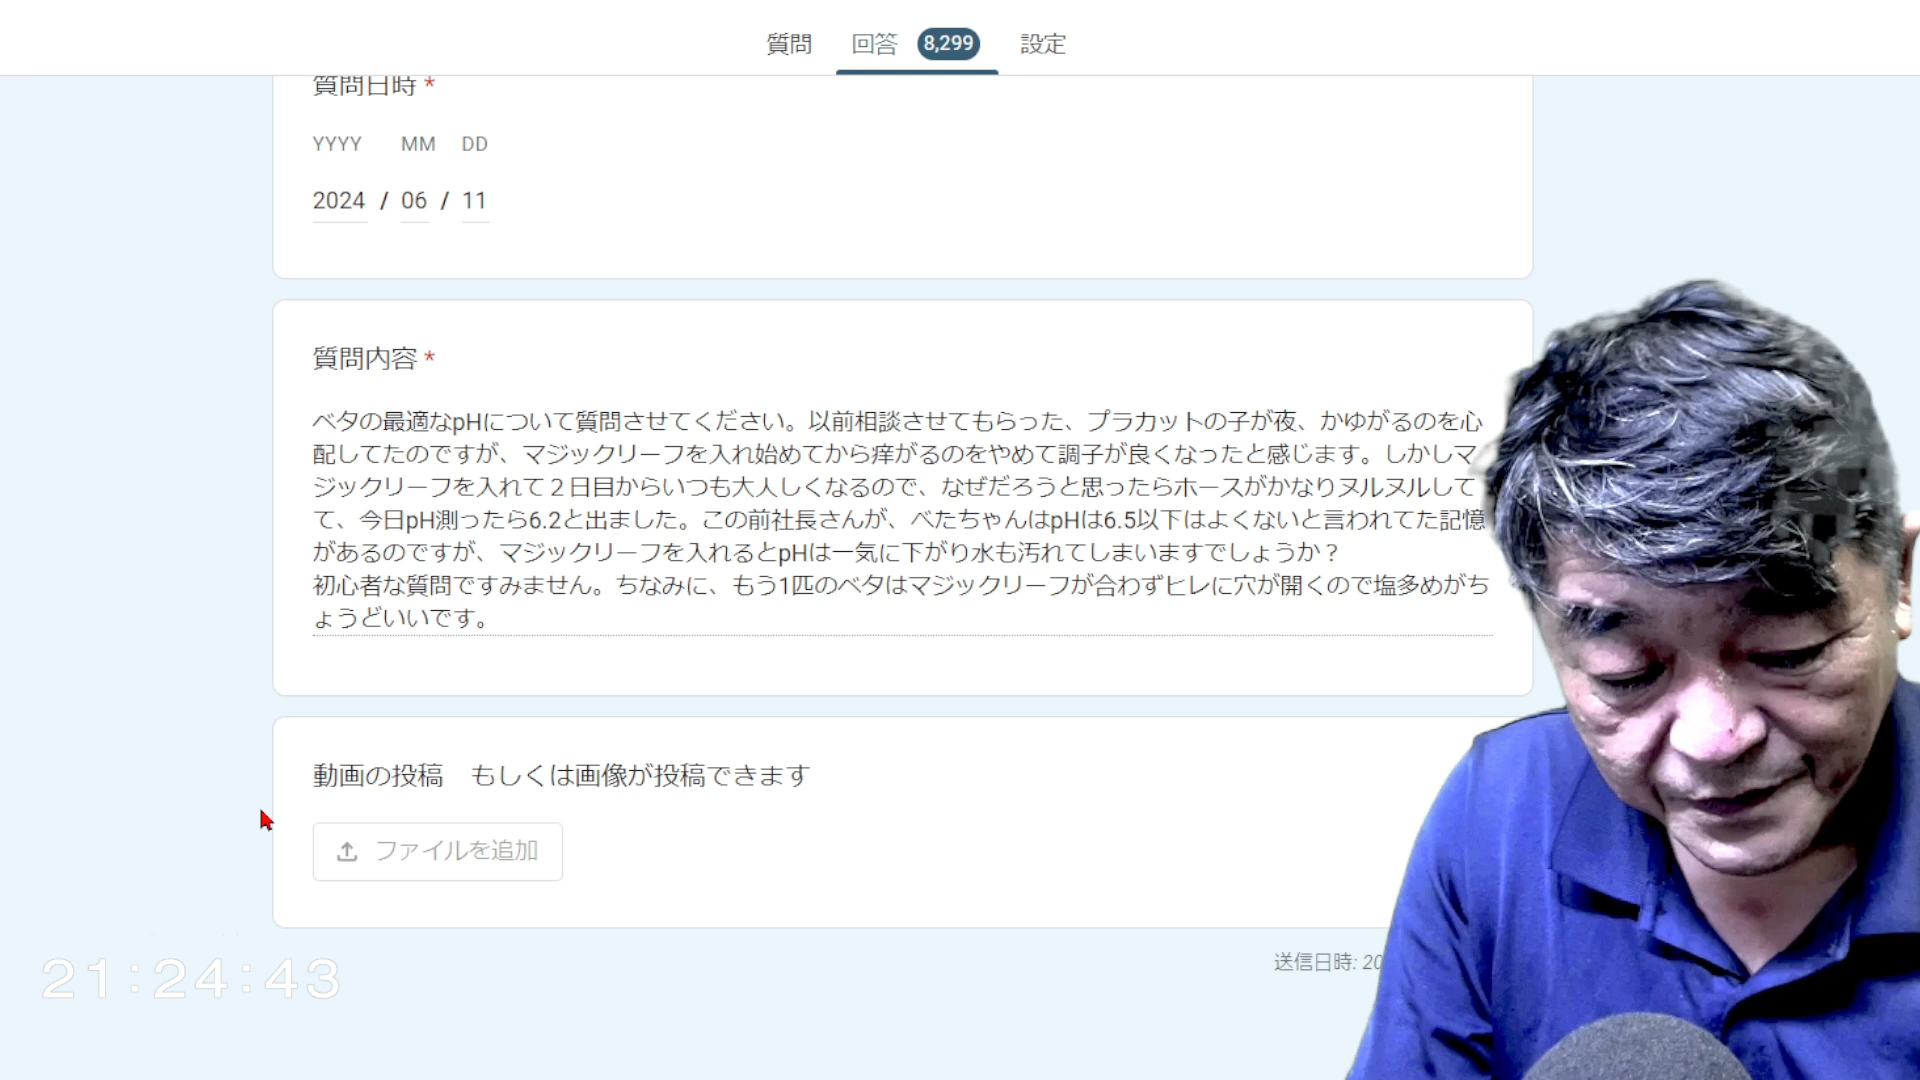 質問
回答
8,299
設定
質問日時 *
YYYY MM DD
2024 / 06 / 11
質問内容 *
ベタの最適なpHについて質問させてください。以前相談させてもらった、プラカットの子が夜、かゆがるのを心
配してたのですが、マジックリーフを入れ始めてから痒がるのをやめて調子が良くなったと感じます。しかしマ
ジックリーフを入れて２日目からいつも大人しくなるので、なぜだろうと思ったらホースがかなりヌルヌルして
て、今日pH測ったら6.2と出ました。この前社長さんが、べたちゃんはpHは6.5以下はよくないと言われてた記憶
があるのですが、マジックリーフを入れるとpHは一気に下がり水も汚れてしまいますでしょうか？
初心者な質問ですみません。ちなみに、もう1匹のベタはマジックリーフが合わずヒレに穴が開くので塩多めがち
ょうどいいです。
動画の投稿　もしくは画像が投稿できます
ファイルを追加
送信日時: 20
21:24:43